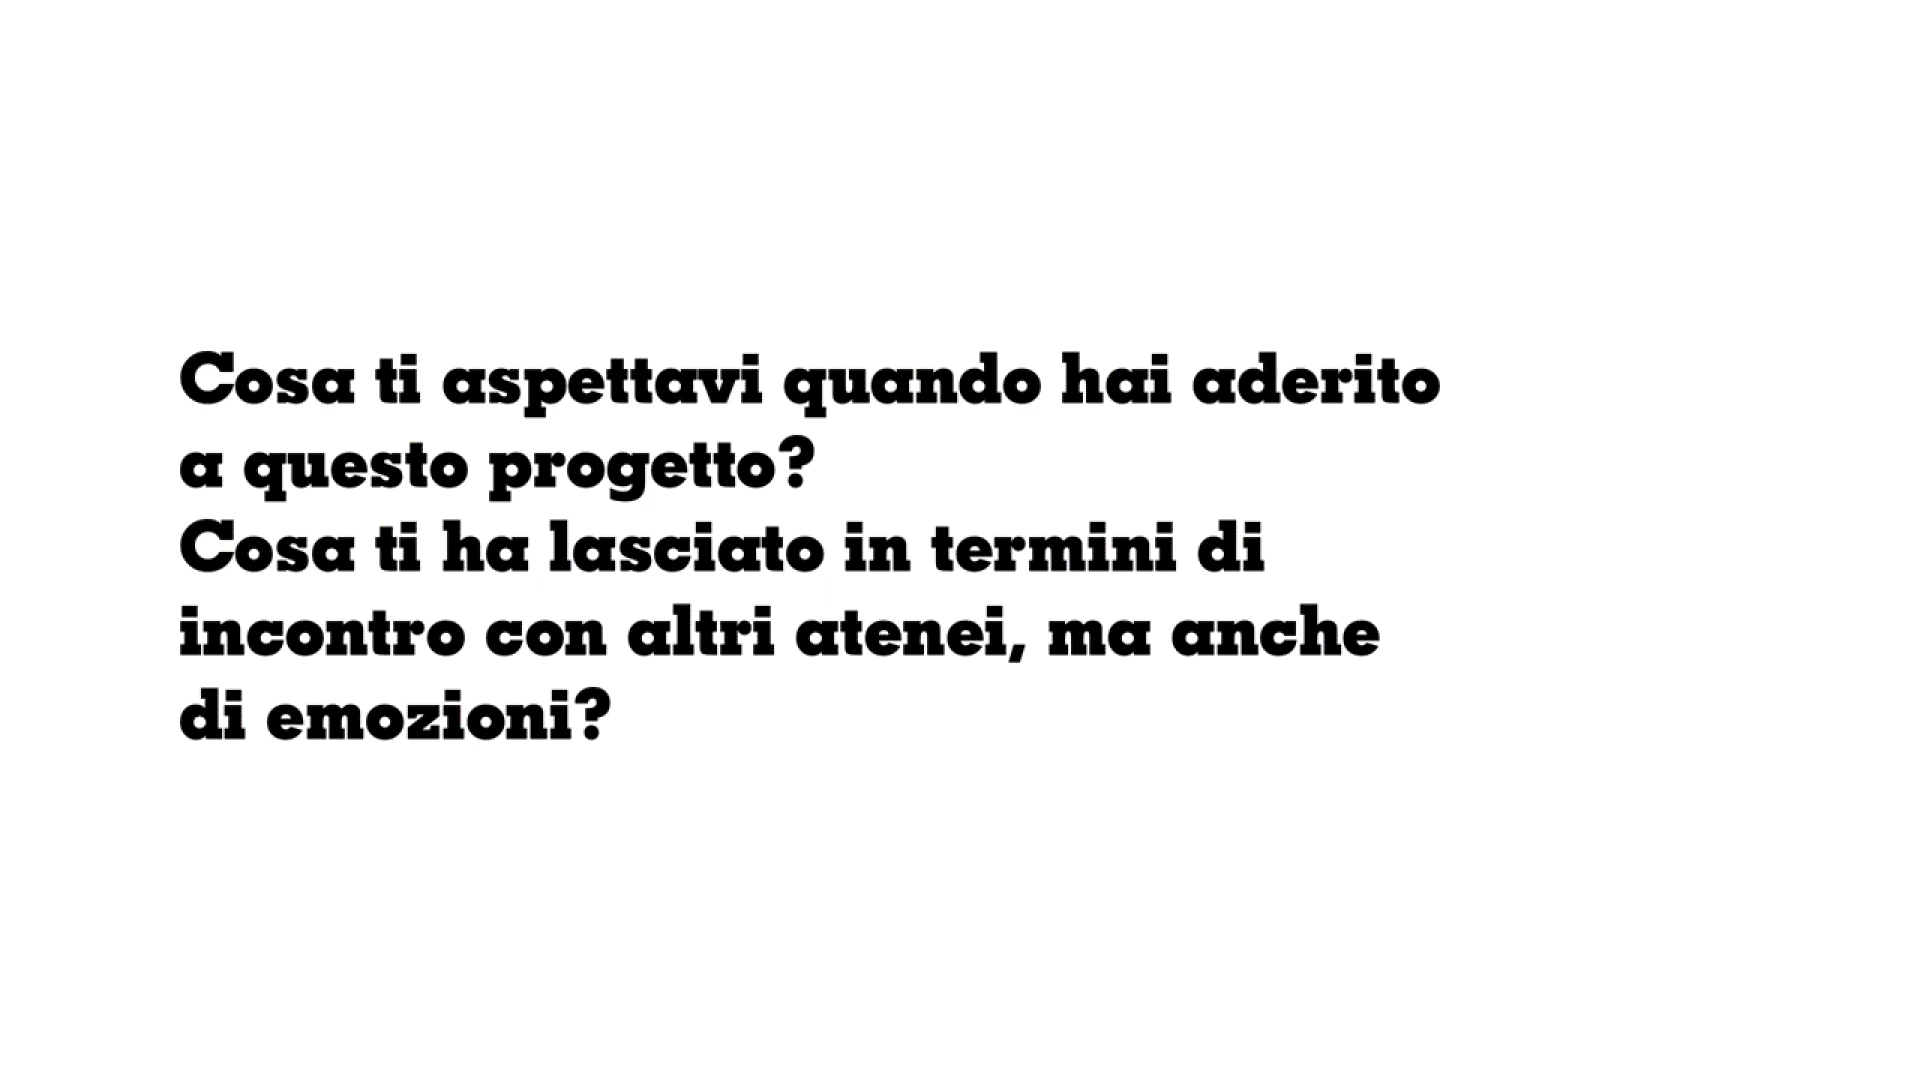 Cosa ti aspettavi quando hai aderito
a questo progetto?
Cosa ti ha lasciato in termini di
incontro con altri atenei, ma anche
di emozioni?